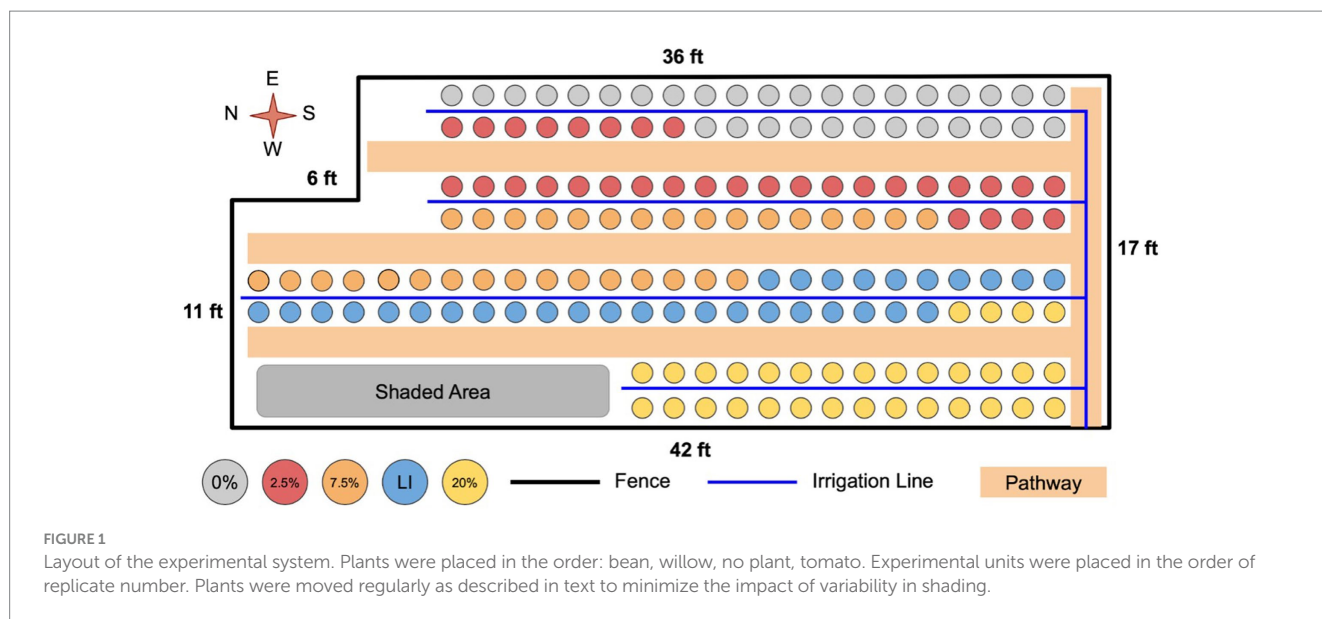 36 ft
E
N S
W
6 ft
17 ft
11 ft
Shaded Area
42 ft
0% 2.5% 7.5% LI 20% Fence Irrigation Line Pathway
FIGURE 1
Layout of the experimental system. Plants were placed in the order: bean, willow, no plant, tomato. Experimental units were placed in the order of
replicate number. Plants were moved regularly as described in text to minimize the impact of variability in shading.